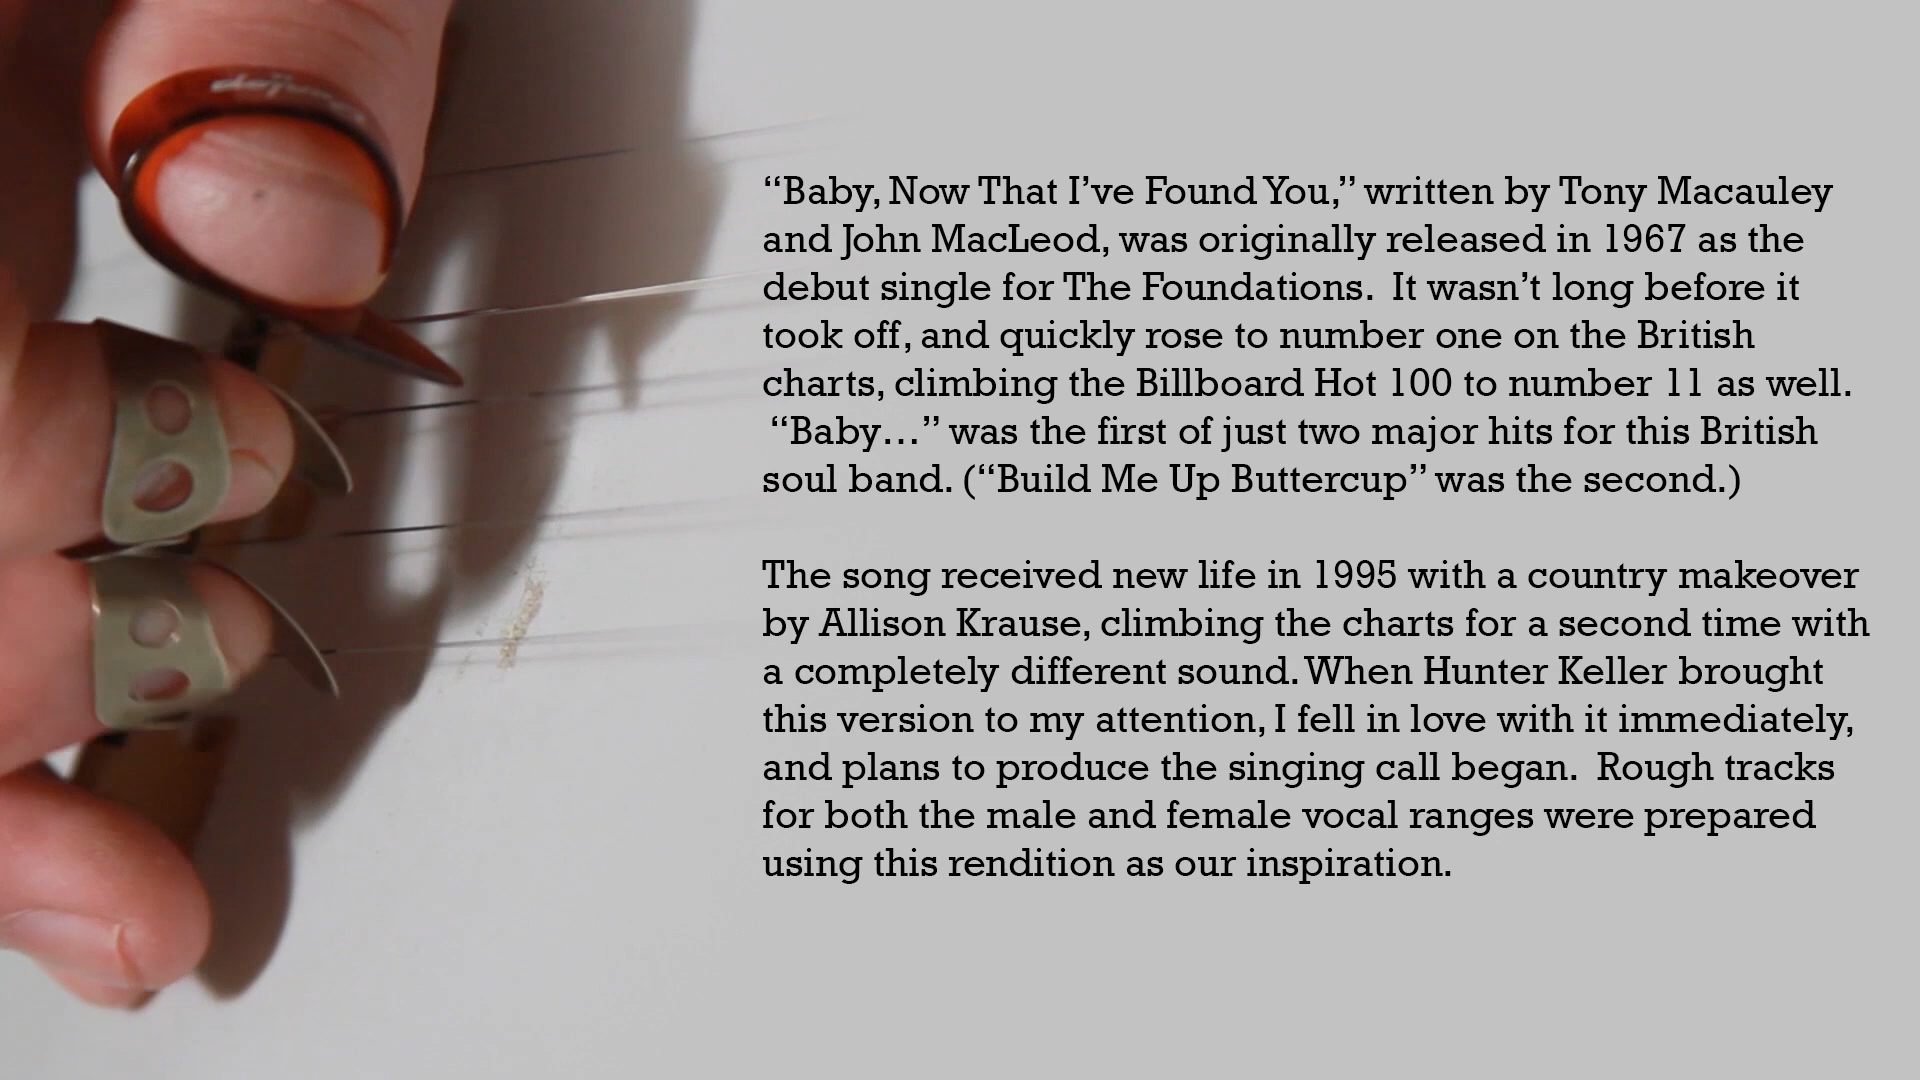 “Baby, Now That I’ve Found You,” written by Tony Macauley
and John MacLeod, was originally released in 1967 as the
debut single for The Foundations.  It wasn’t long before it
took off, and quickly rose to number one on the British
charts, climbing the Billboard Hot 100 to number 11 as well.
“Baby…” was the first of just two major hits for this British
soul band. (“Build Me Up Buttercup” was the second.)

The song received new life in 1995 with a country makeover
by Allison Krause, climbing the charts for a second time with
a completely different sound. When Hunter Keller brought
this version to my attention, I fell in love with it immediately,
and plans to produce the singing call began.  Rough tracks
for both the male and female vocal ranges were prepared
using this rendition as our inspiration.